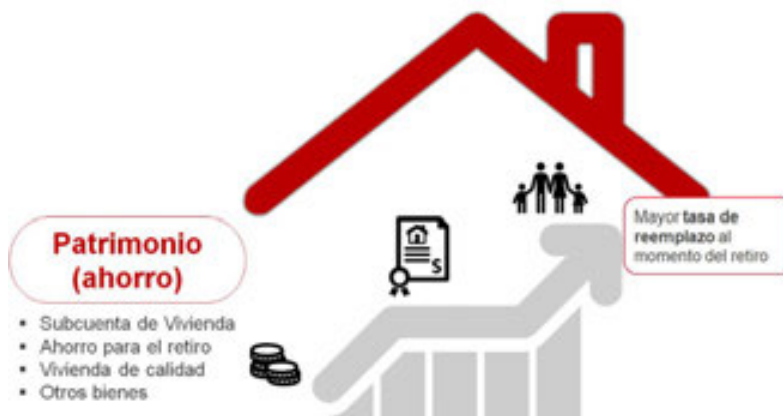 Patrimonio
(ahorro)
▪ Subcuenta de Vivienda
▪ Ahorro para el retiro
▪ Vivienda de calidad
▪ Otros bienes
$
Mayor tasa de
reemplazo al
momento del retiro